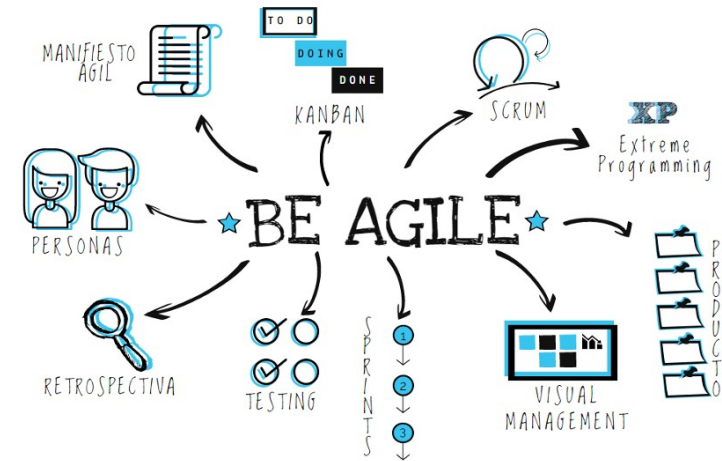 MANIFIESTO
AGIL
TO DO
DOING
DONE
KANBAN
SCRUM
XP
Extreme
Programming
PERSONAS
BE AGILE
PRODUCTO
RETROSPECTIVA
TESTING
SPRINTS
1
2
3
VISUAL
MANAGEMENT